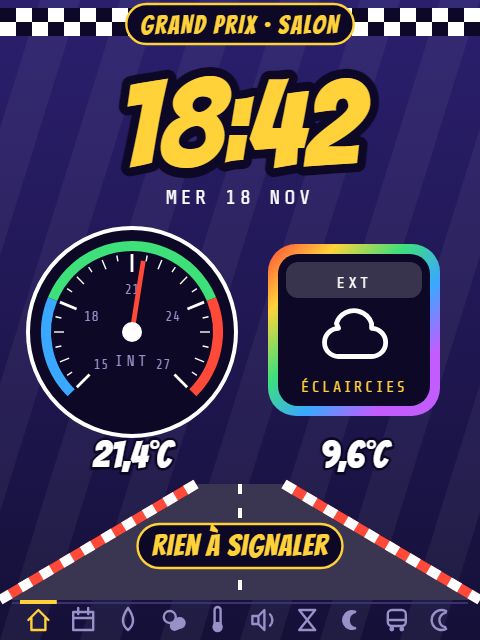 GRAND PRIX · SALON
18:42
MER 18 NOV
21
18
24
15 INT 27
EXT
ÉCLAIRCIES
21,4°C
9,6°C
RIEN À SIGNALER